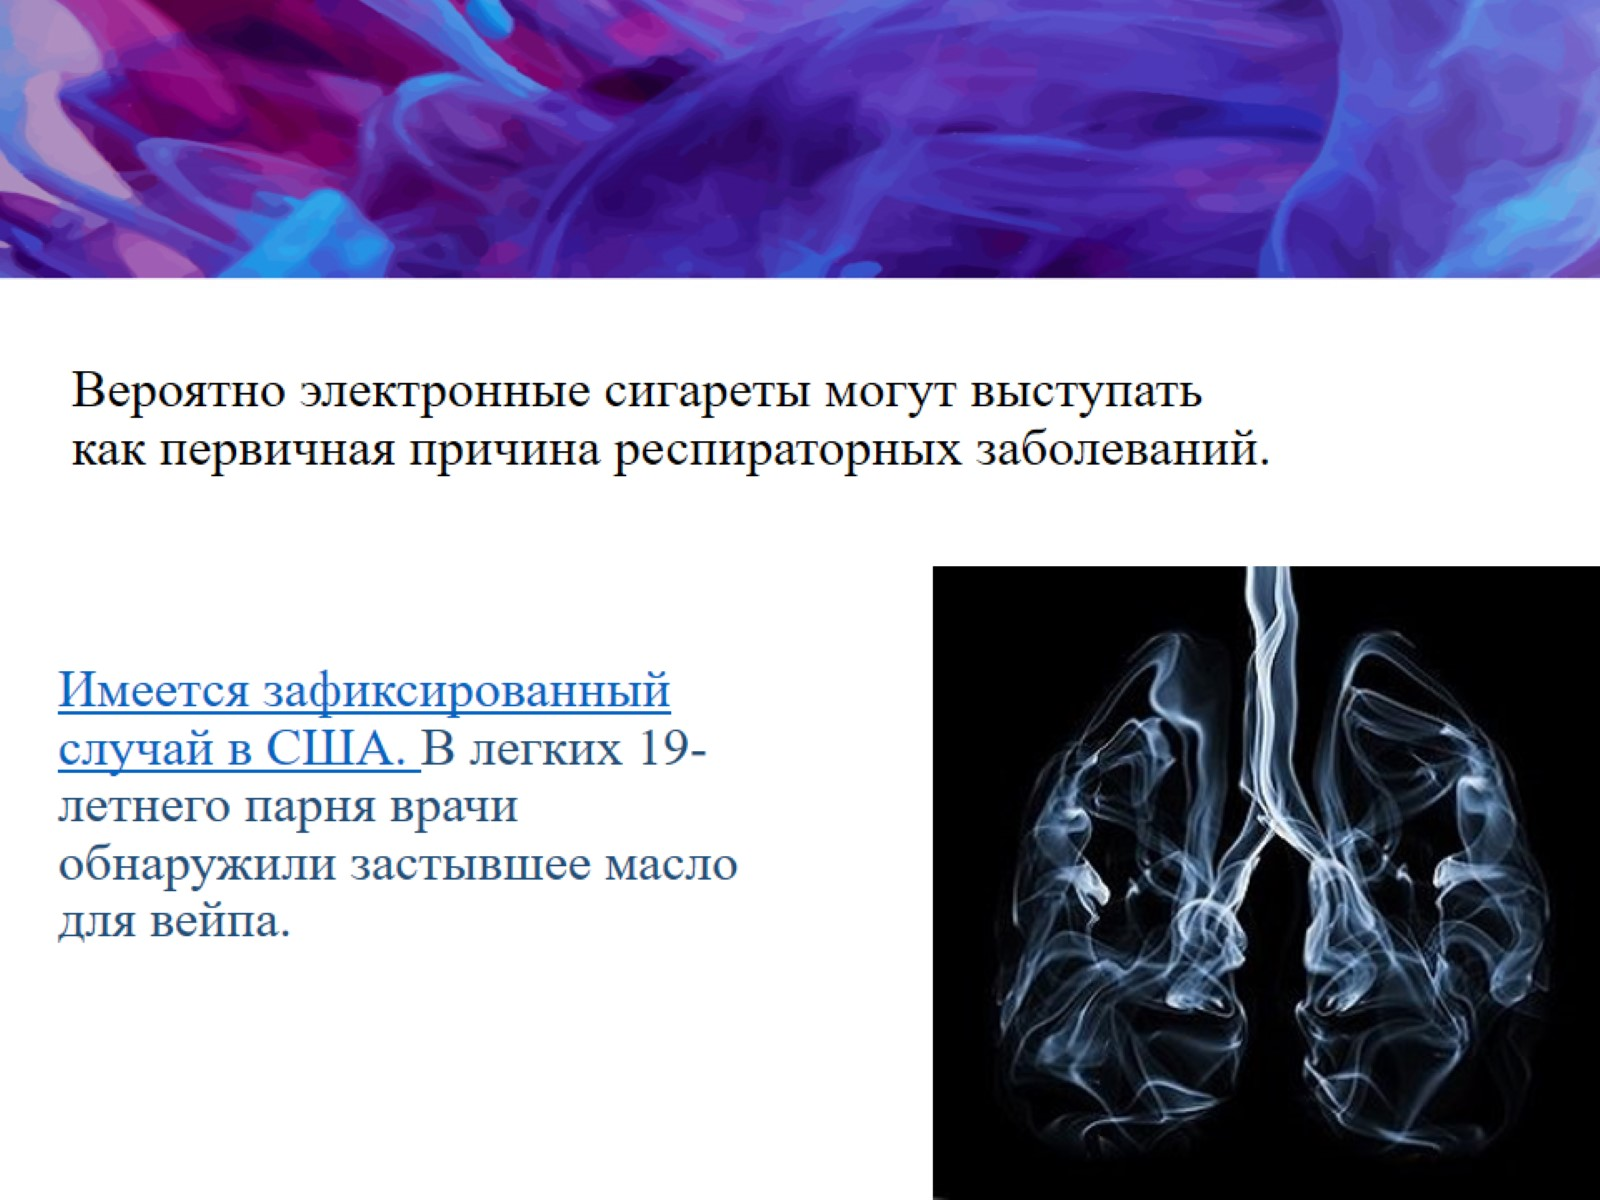 Вероятно электронные сигареты могут выступать
как первичная причина респираторных заболеваний.
Имеется зафиксированный
случай в США. В легких 19-
летнего парня врачи
обнаружили застывшее масло
для вейпа.